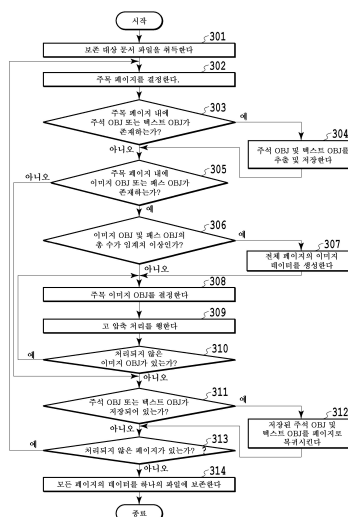 시작
301
보존 대상 문서 파일을 취득한다
302
주목 페이지를 결정한다.
303
주목 페이지 내에
주석 OBJ 또는 텍스트 OBJ가
존재하는가?
예
304
주석 OBJ 및 텍스트 OBJ를
추출 및 저장한다
아니오
305
주목 페이지 내에
이미지 OBJ 또는 패스 OBJ가
존재하는가?
아니오
예
306
이미지 OBJ 및 패스 OBJ의
총 수가 임계치 이상인가?
예
307
전체 페이지의 이미지
데이터를 생성한다
아니오
308
주목 이미지 OBJ를 결정한다
309
고 압축 처리를 행한다
310
처리되지 않은
이미지 OBJ가 있는가?
예
아니오
311
주석 OBJ 또는 텍스트 OBJ가
저장되어 있는가?
예
312
저장된 주석 OBJ 및
텍스트 OBJ를 페이지로
복귀시킨다
아니오
313
처리되지 않은 페이지가 있는가? ?
예
아니오
314
모든 페이지의 데이터를 하나의 파일에 보존한다
종료